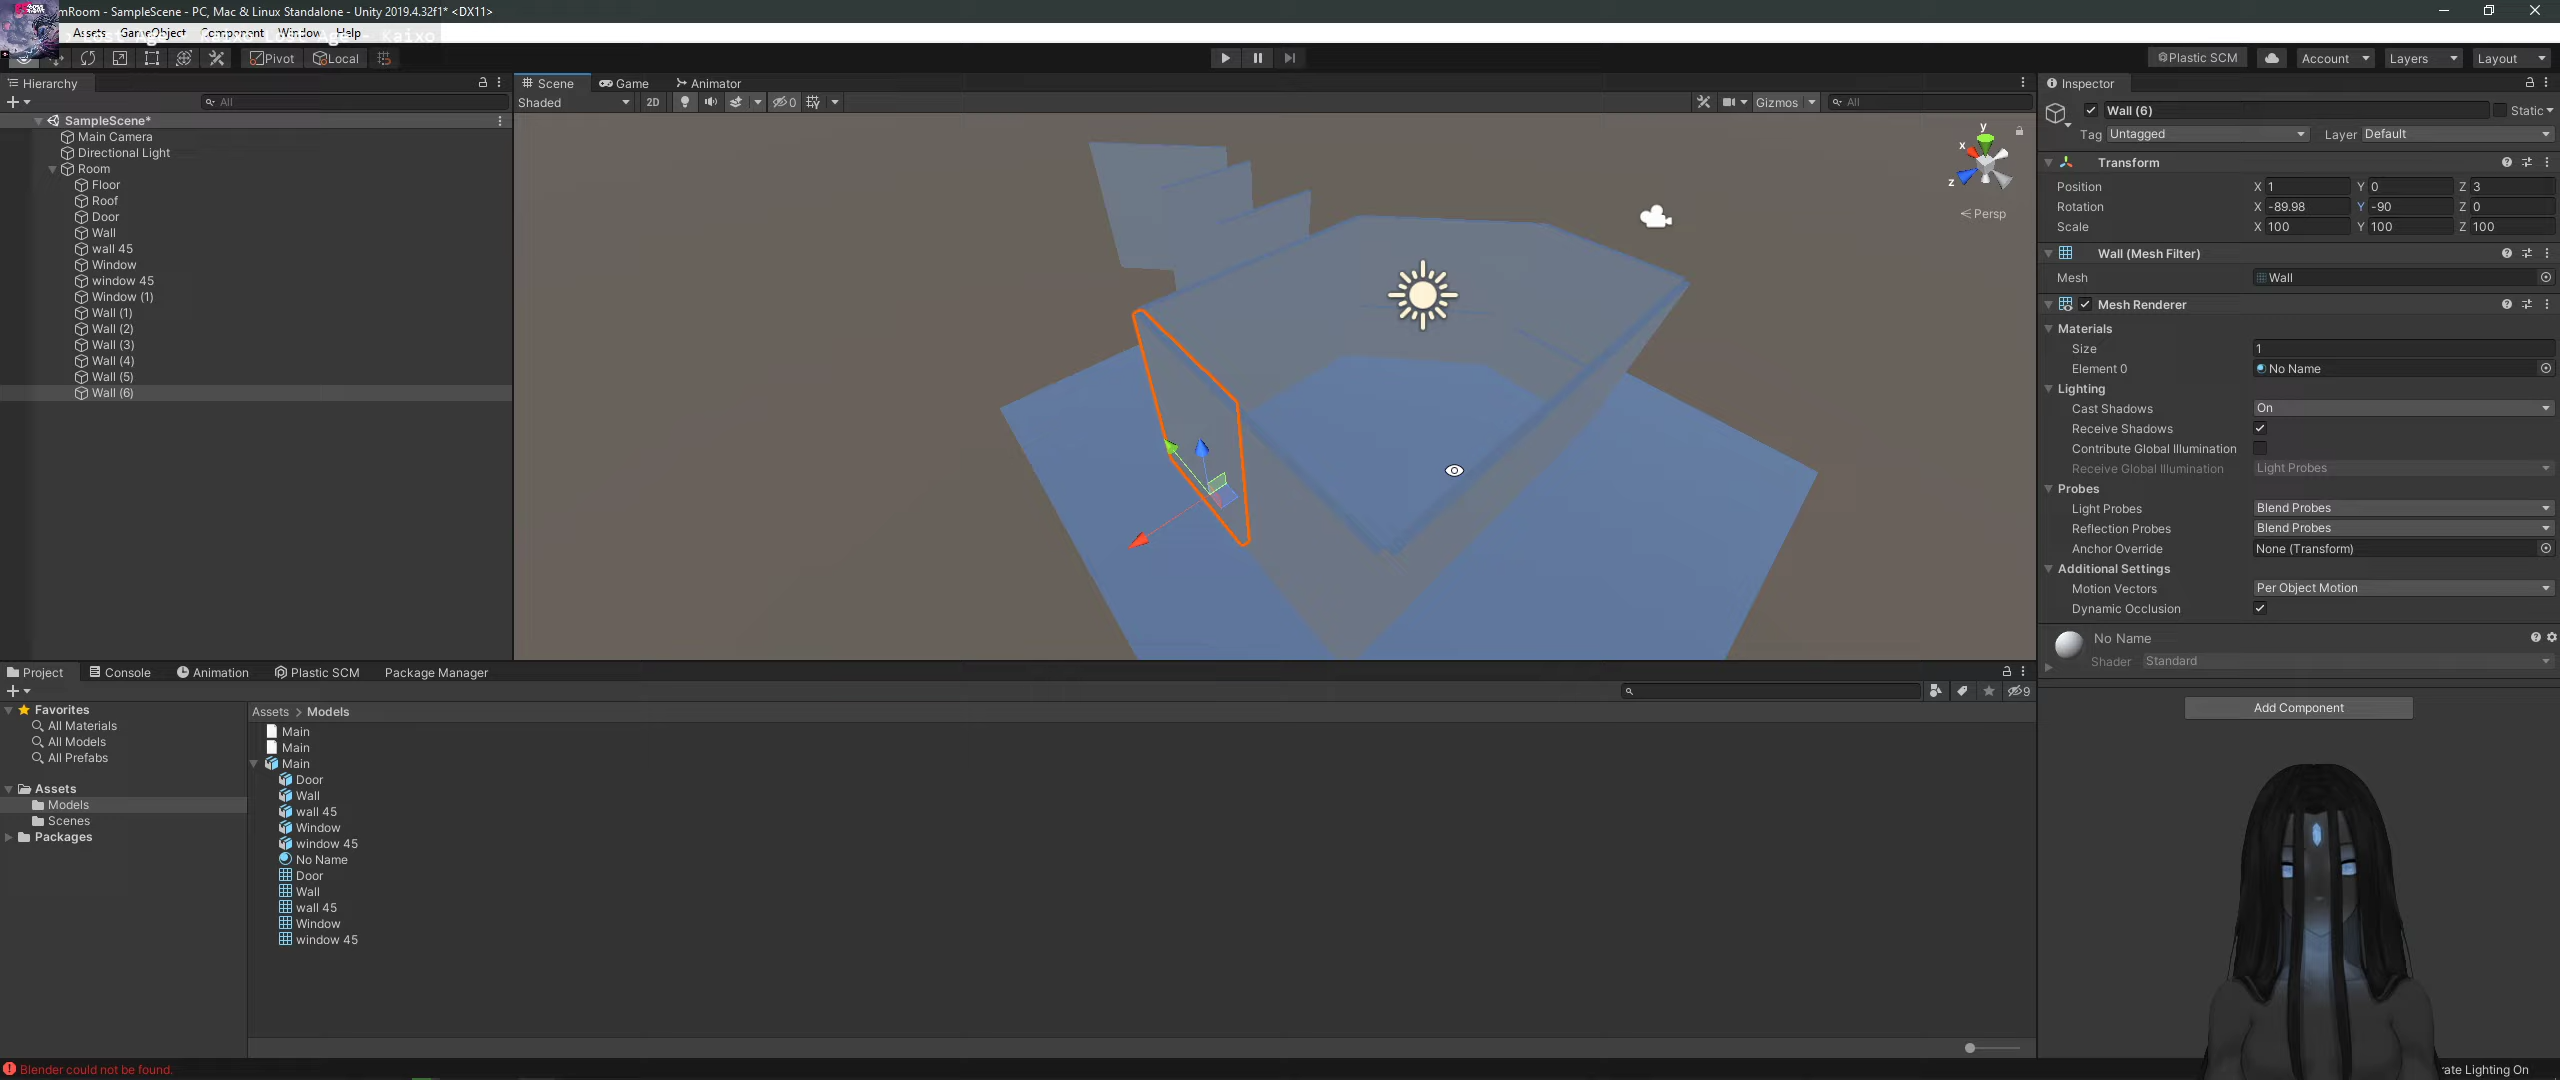 mRoom - SampleScene - PC, Mac & Linux Standalone - Unity 2019.4.32f1* <DX11>
Assets GameObject Component Window Help
Pivot Local Plastic SCM Account Layers Layout
Hierarchy
All
SampleScene*
Main Camera
Directional Light
Room
Floor
Roof
Door
Wall
wall 45
Window
window 45
Window (1)
Wall (1)
Wall (2)
Wall (3)
Wall (4)
Wall (5)
Wall (6)
Scene Game Animator
Shaded 2D 0 Gizmos All
y
x
z
Persp
Inspector
Wall (6) Static
Tag Untagged Layer Default
Transform
Position X 1 Y 0 Z 3
Rotation X -89.98 Y -90 Z 0
Scale X 100 Y 100 Z 100
Wall (Mesh Filter)
Mesh Wall
Mesh Renderer
Materials
Size 1
Element 0 No Name
Lighting
Cast Shadows On
Receive Shadows
Contribute Global Illumination
Receive Global Illumination Light Probes
Probes
Light Probes Blend Probes
Reflection Probes Blend Probes
Anchor Override None (Transform)
Additional Settings
Motion Vectors Per Object Motion
Dynamic Occlusion
No Name
Shader Standard
Add Component
Project Console Animation Plastic SCM Package Manager
9
Favorites
All Materials
All Models
All Prefabs
Assets
Models
Scenes
Packages
Assets > Models
Main
Main
Main
Door
Wall
wall 45
Window
window 45
No Name
Door
Wall
wall 45
Window
window 45
Blender could not be found.
rate Lighting On